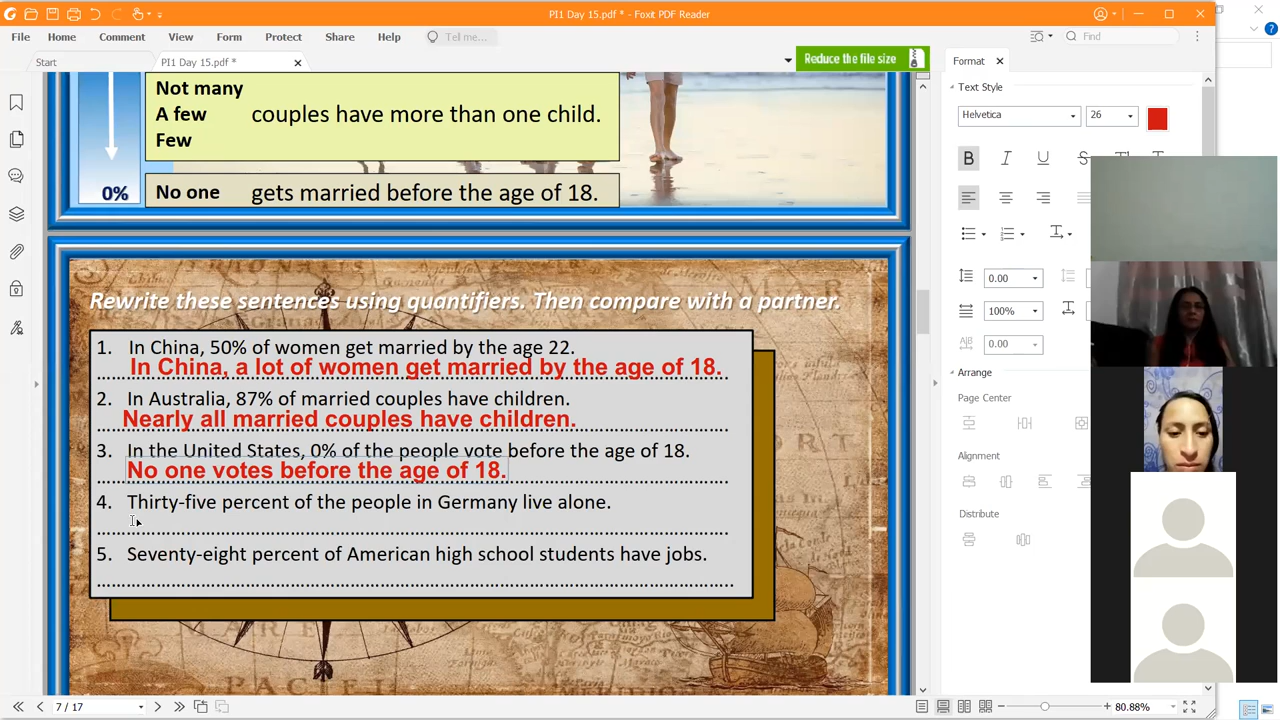 PI1 Day 15.pdf * - Foxit PDF Reader
File Home Comment View Form Protect Share Help Tell me... Find
Start PI1 Day 15.pdf * Reduce the file size
Format
Text Style
Helvetica 26
B I U S
0.00
100%
0.00
Arrange
Page Center
Alignment
Distribute
Not many
A few couples have more than one child.
Few
0% No one gets married before the age of 18.
Rewrite these sentences using quantifiers. Then compare with a partner.
1. In China, 50% of women get married by the age 22.
In China, a lot of women get married by the age of 18.
2. In Australia, 87% of married couples have children.
Nearly all married couples have children.
3. In the United States, 0% of the people vote before the age of 18.
No one votes before the age of 18.
4. Thirty-five percent of the people in Germany live alone.
5. Seventy-eight percent of American high school students have jobs.
7 / 17 80.88%